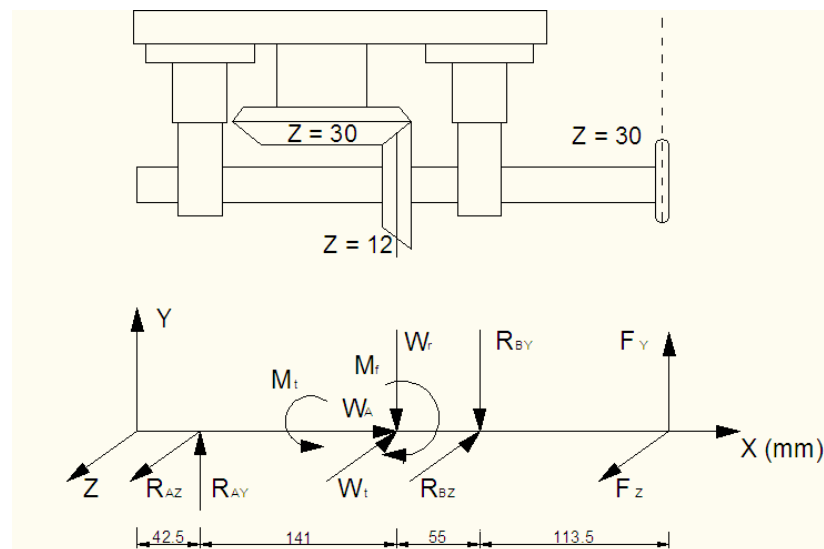 Z = 30
Z = 30
Z = 12
Y
Wr
RBY
FY
Mt
Mf
WA
X (mm)
Z
RAZ
RAY
Wt
RBZ
FZ
42.5
141
55
113.5